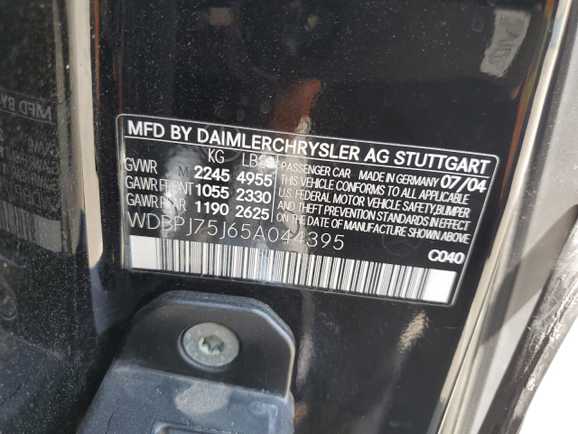 MFD BY DAIMLERCHRYSLER AG STUTTGART
KG LBS
GVWR 2245 4955
GAWR FRONT 1055 2330
GAWR REAR 1190 2625
PASSENGER CAR MADE IN GERMANY 07/04
THIS VEHICLE CONFORMS TO ALL APPLICABLE
U.S. FEDERAL MOTOR VEHICLE SAFETY, BUMPER
AND THEFT PREVENTION STANDARDS IN EFFECT
ON THE DATE OF MANUFACTURE SHOWN ABOVE
WDBPJ75J65A044395
C040